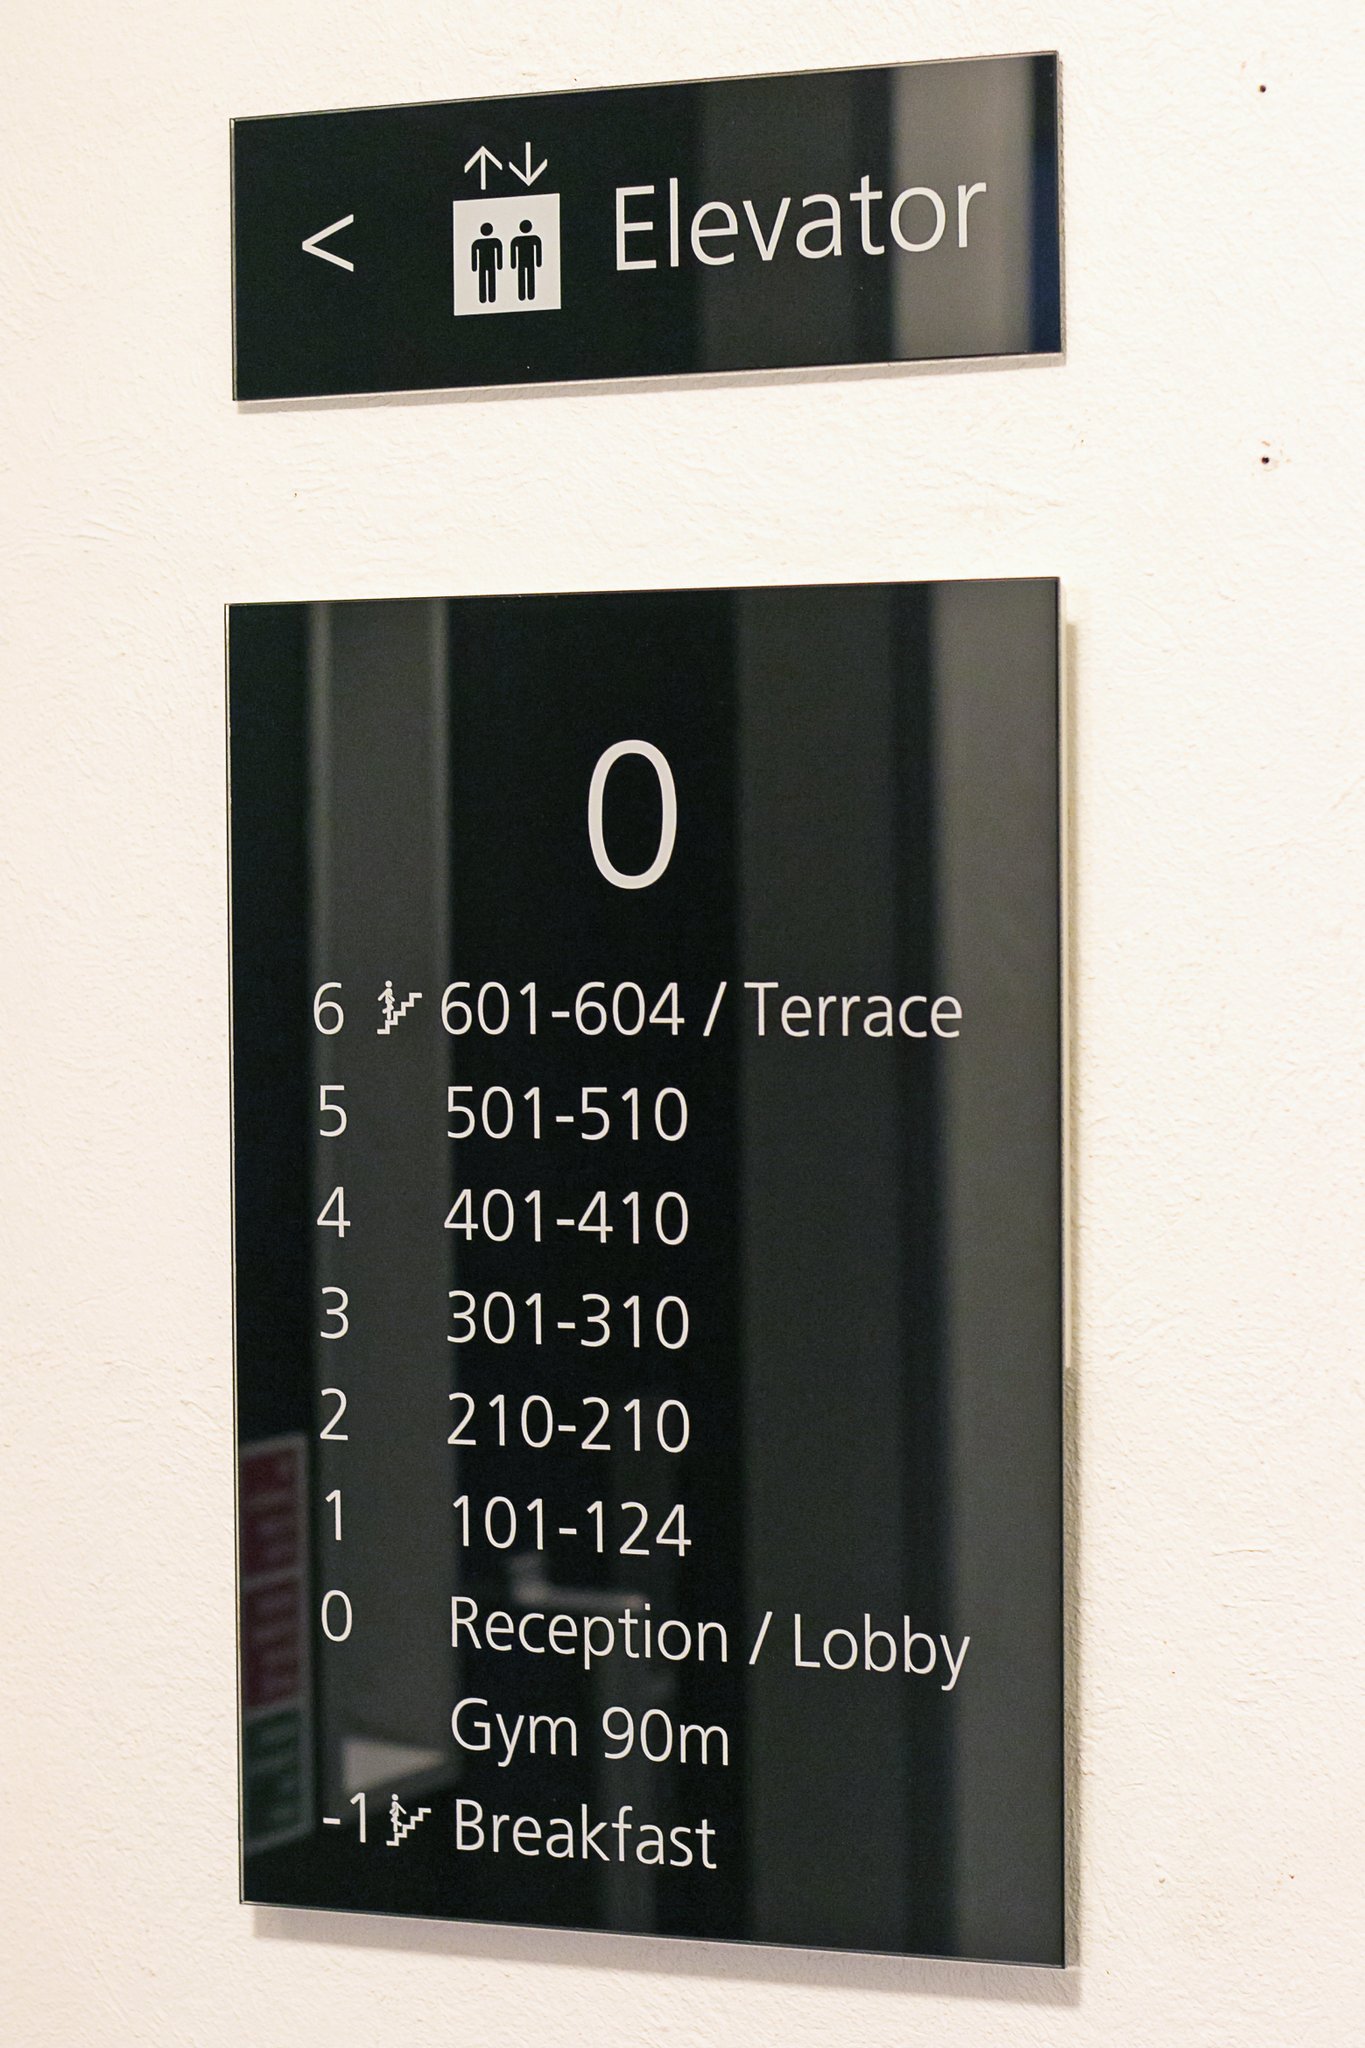 < Elevator
0
6 601-604 / Terrace
5 501-510
4 401-410
3 301-310
2 210-210
1 101-124
0 Reception / Lobby
Gym 90m
-1 Breakfast